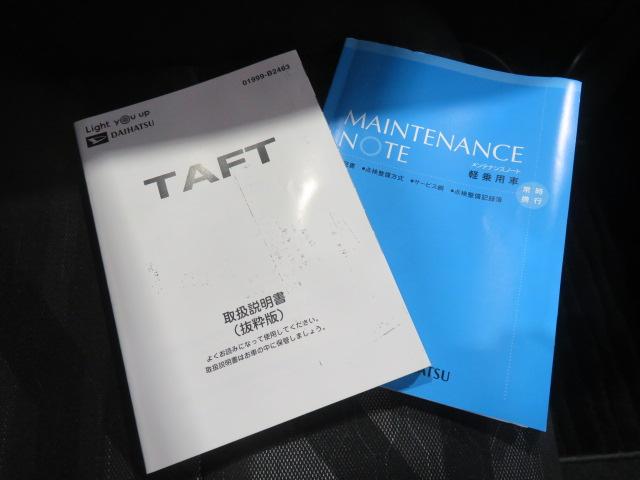 01999-B2463
Light you up
DAIHATSU
TAFT
取扱説明書
(抜粋版)
よくお読みになって使用してください。
取扱説明書はお車の中に保管しましょう。
MAINTENANCE
NOTE
メンテナンスノート
軽乗用車
●点検整備方式 ●サービス網 ●点検整備記録簿
常時
携行